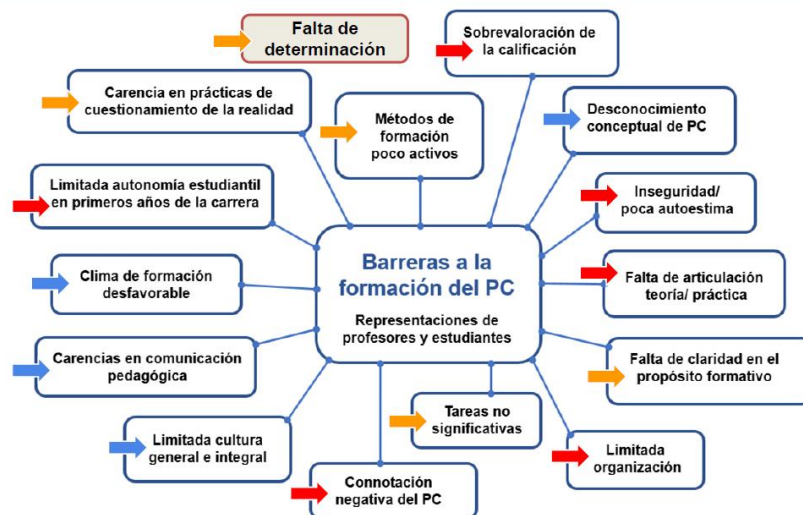 Falta de
determinación
Sobrevaloración de
la calificación
Carencia en prácticas de
cuestionamiento de la realidad
Métodos de
formación
poco activos
Desconocimiento
conceptual de PC
Limitada autonomía estudiantil
en primeros años de la carrera
Inseguridad/
poca autoestima
Barreras a la
formación del PC
Representaciones de
profesores y estudiantes
Clima de formación
desfavorable
Falta de articulación
teoría/ práctica
Carencias en comunicación
pedagógica
Falta de claridad en el
propósito formativo
Limitada cultura
general e integral
Tareas no
significativas
Limitada
organización
Connotación
negativa del PC